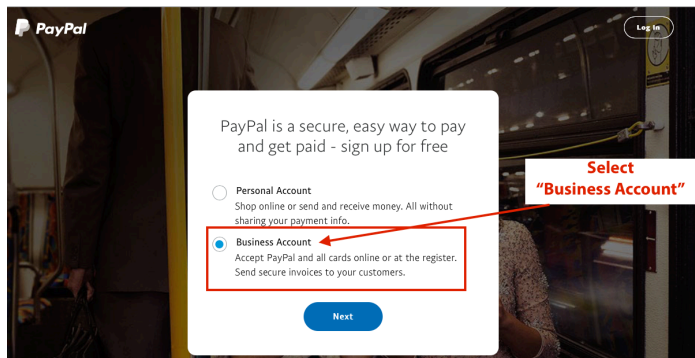 PayPal
Log In
PayPal is a secure, easy way to pay
and get paid - sign up for free
Personal Account
Shop online or send and receive money. All without
sharing your payment info.
Select
“Business Account”
Business Account
Accept PayPal and all cards online or at the register.
Send secure invoices to your customers.
Next